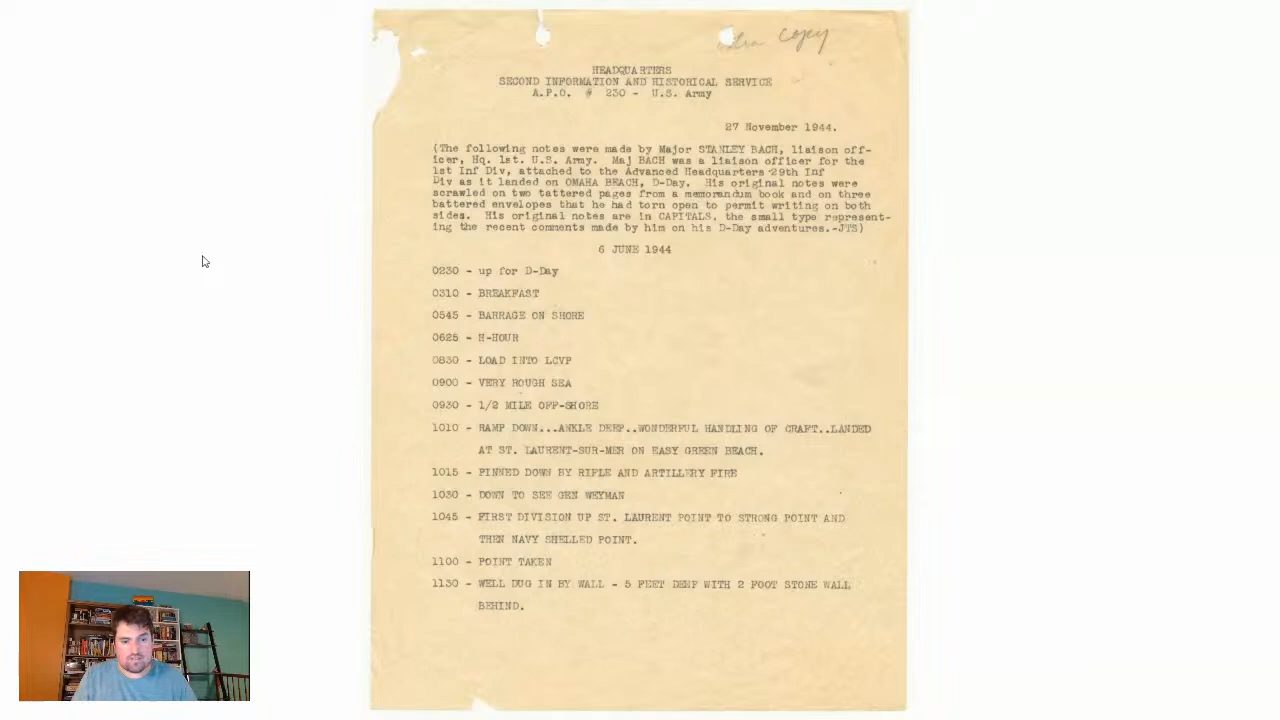 copy
HEADQUARTERS
SECOND INFORMATION AND HISTORICAL SERVICE
A.P.O. # 230 - U.S. Army
27 November 1944.
(The following notes were made by Major STANLEY BACH, liaison off-
icer, Hq. 1st. U.S. Army. Maj BACH was a liaison officer for the
1st Inf Div, attached to the Advanced Headquarters 29th Inf
Div as it landed on OMAHA BEACH, D-Day. His original notes were
scrawled on two tattered pages from a memorandum book and on three
battered envelopes that he had torn open to permit writing on both
sides. His original notes are in CAPITALS, the small type represent-
ing the recent comments made by him on his D-Day adventures.-JTS)
6 JUNE 1944
0230 - up for D-Day
0310 - BREAKFAST
0545 - BARRAGE ON SHORE
0625 - H-HOUR
0830 - LOAD INTO LCVP
0900 - VERY ROUGH SEA
0930 - 1/2 MILE OFF-SHORE
1010 - RAMP DOWN...ANKLE DEEP..WONDERFUL HANDLING OF CRAFT..LANDED
AT ST. LAURENT-SUR-MER ON EASY GREEN BEACH.
1015 - PINNED DOWN BY RIFLE AND ARTILLERY FIRE
1030 - DOWN TO SEE GEN WEYMAN
1045 - FIRST DIVISION UP ST. LAURENT POINT TO STRONG POINT AND
THEN NAVY SHELLED POINT.
1100 - POINT TAKEN
1130 - WELL DUG IN BY WALL - 5 FEET DEEP WITH 2 FOOT STONE WALL
BEHIND.